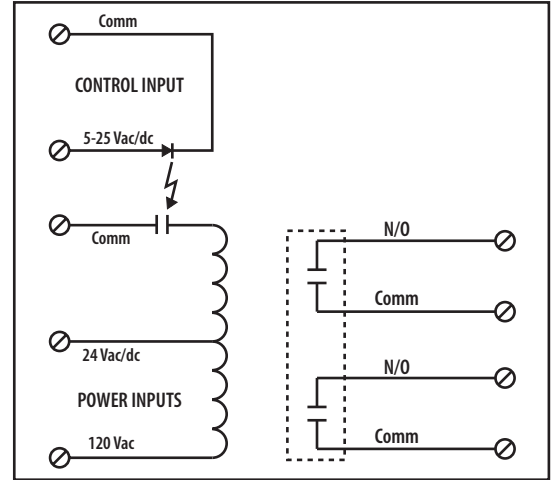 Comm
CONTROL INPUT
5-25 Vac/dc
Comm
24 Vac/dc
POWER INPUTS
120 Vac
N/O
Comm
N/O
Comm